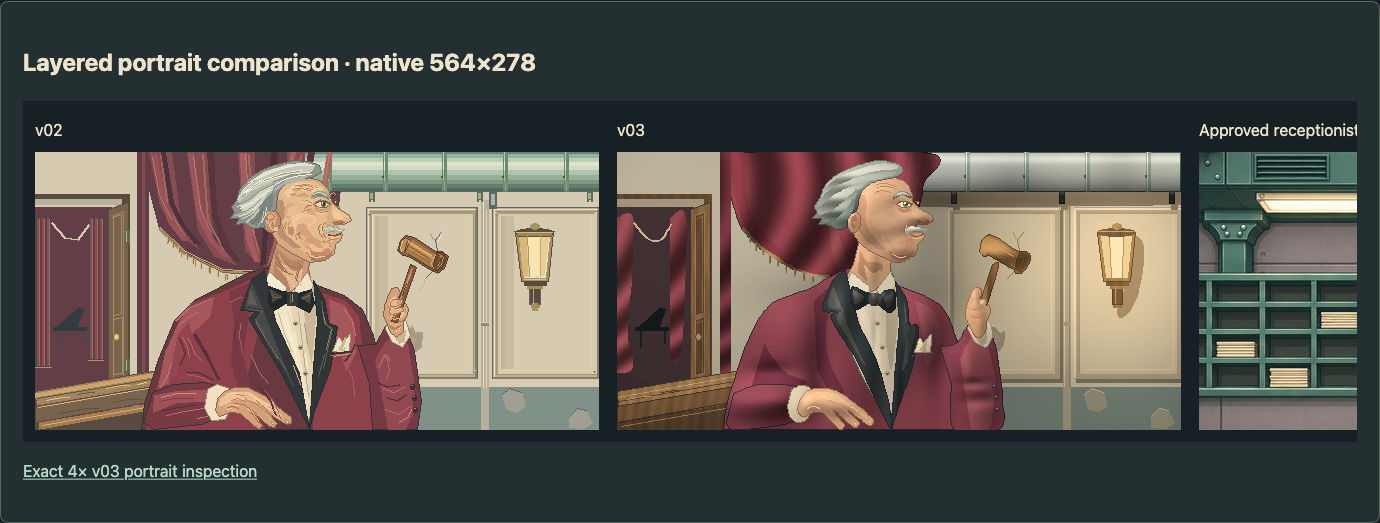 Layered portrait comparison · native 564×278
v02
v03
Approved receptionist
Exact 4× v03 portrait inspection